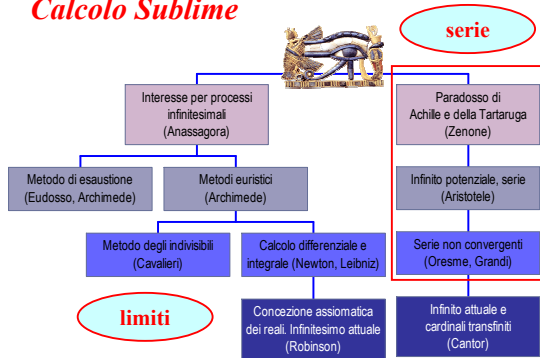 Calcolo Sublime
serie
Interesse per processi
infinitesimali
(Anassagora)
Paradosso di
Achille e della Tartaruga
(Zenone)
Metodo di esaustione
(Eudosso, Archimede)
Metodi euristici
(Archimede)
Infinito potenziale, serie
(Aristotele)
Metodo degli indivisibili
(Cavalieri)
Calcolo differenziale e
integrale (Newton, Leibniz)
Serie non convergenti
(Oresme, Grandi)
limiti
Concezione assiomatica
dei reali. Infinitesimo attuale
(Robinson)
Infinito attuale e
cardinali transfiniti
(Cantor)